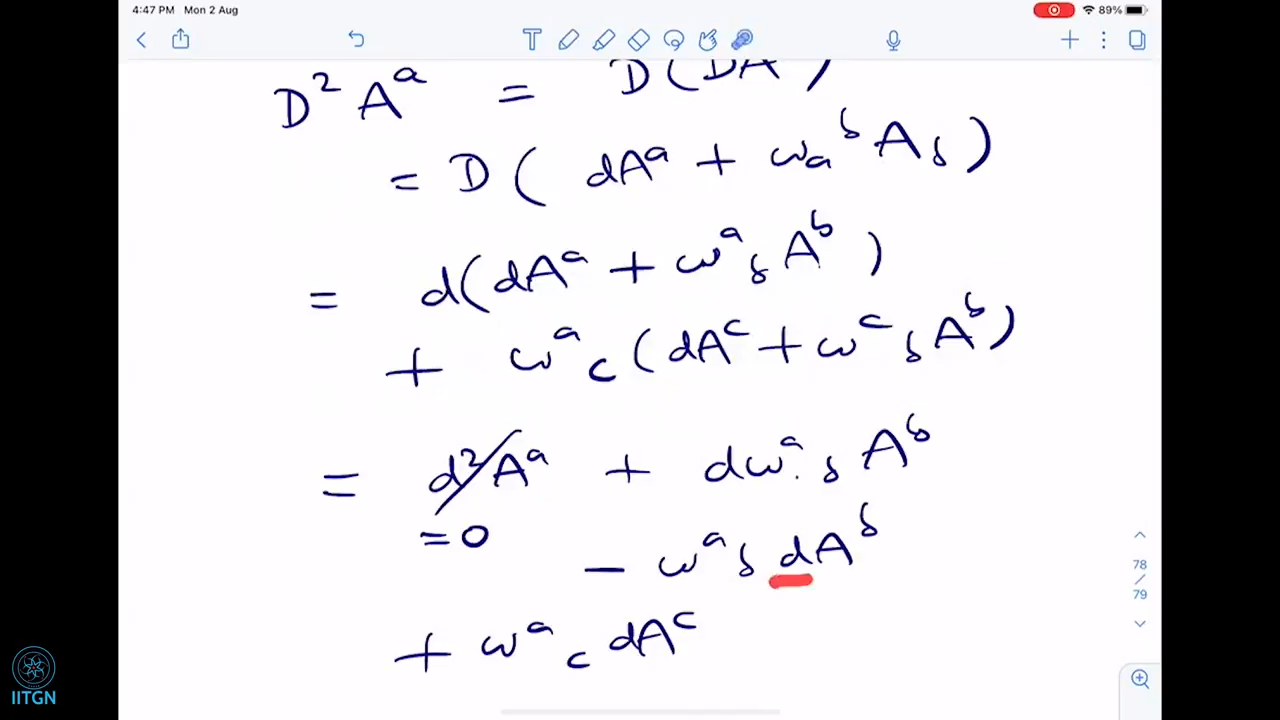 4:47 PM Mon 2 Aug
89%
D² Aᵃ = D(DA )
= D( dAᵃ + ωₐᵇ A_b )
= d(dAᵃ + ωᵃ_b Aᵇ )
+ ωᵃ_c (dAᶜ + ωᶜ_b Aᵇ)
= d²Aᵃ + dωᵃ_b Aᵇ
= 0
− ωᵃ_b dAᵇ
+ ωᵃ_c dAᶜ
78
/
79
IITGN